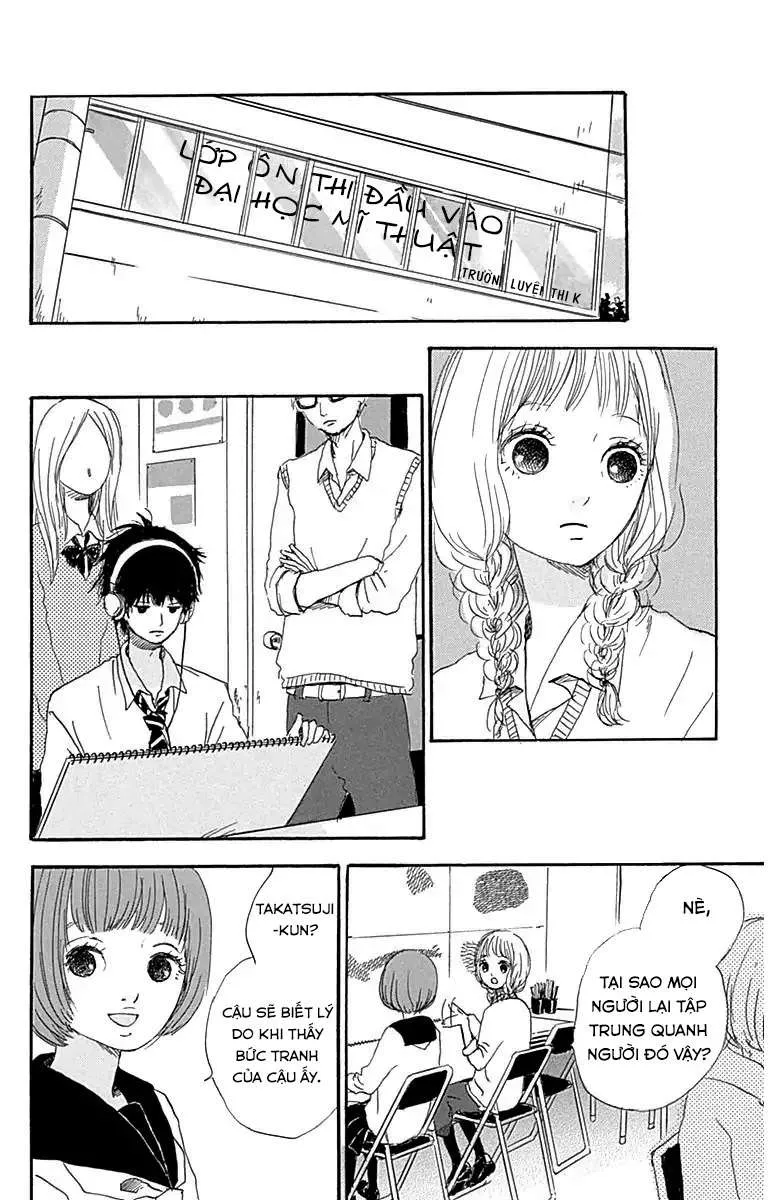 LỚP ÔN THI ĐẦU VÀO
ĐẠI HỌC MĨ THUẬT
TRƯỜN LUYỆN THI K
NÈ,
TẠI SAO MỌI
NGƯỜI LẠI TẬP
TRUNG QUANH
NGƯỜI ĐÓ VẬY?
TAKATSUJI
-KUN?
CẬU SẼ BIẾT LÝ
DO KHI THẤY
BỨC TRANH
CỦA CẬU ẤY.